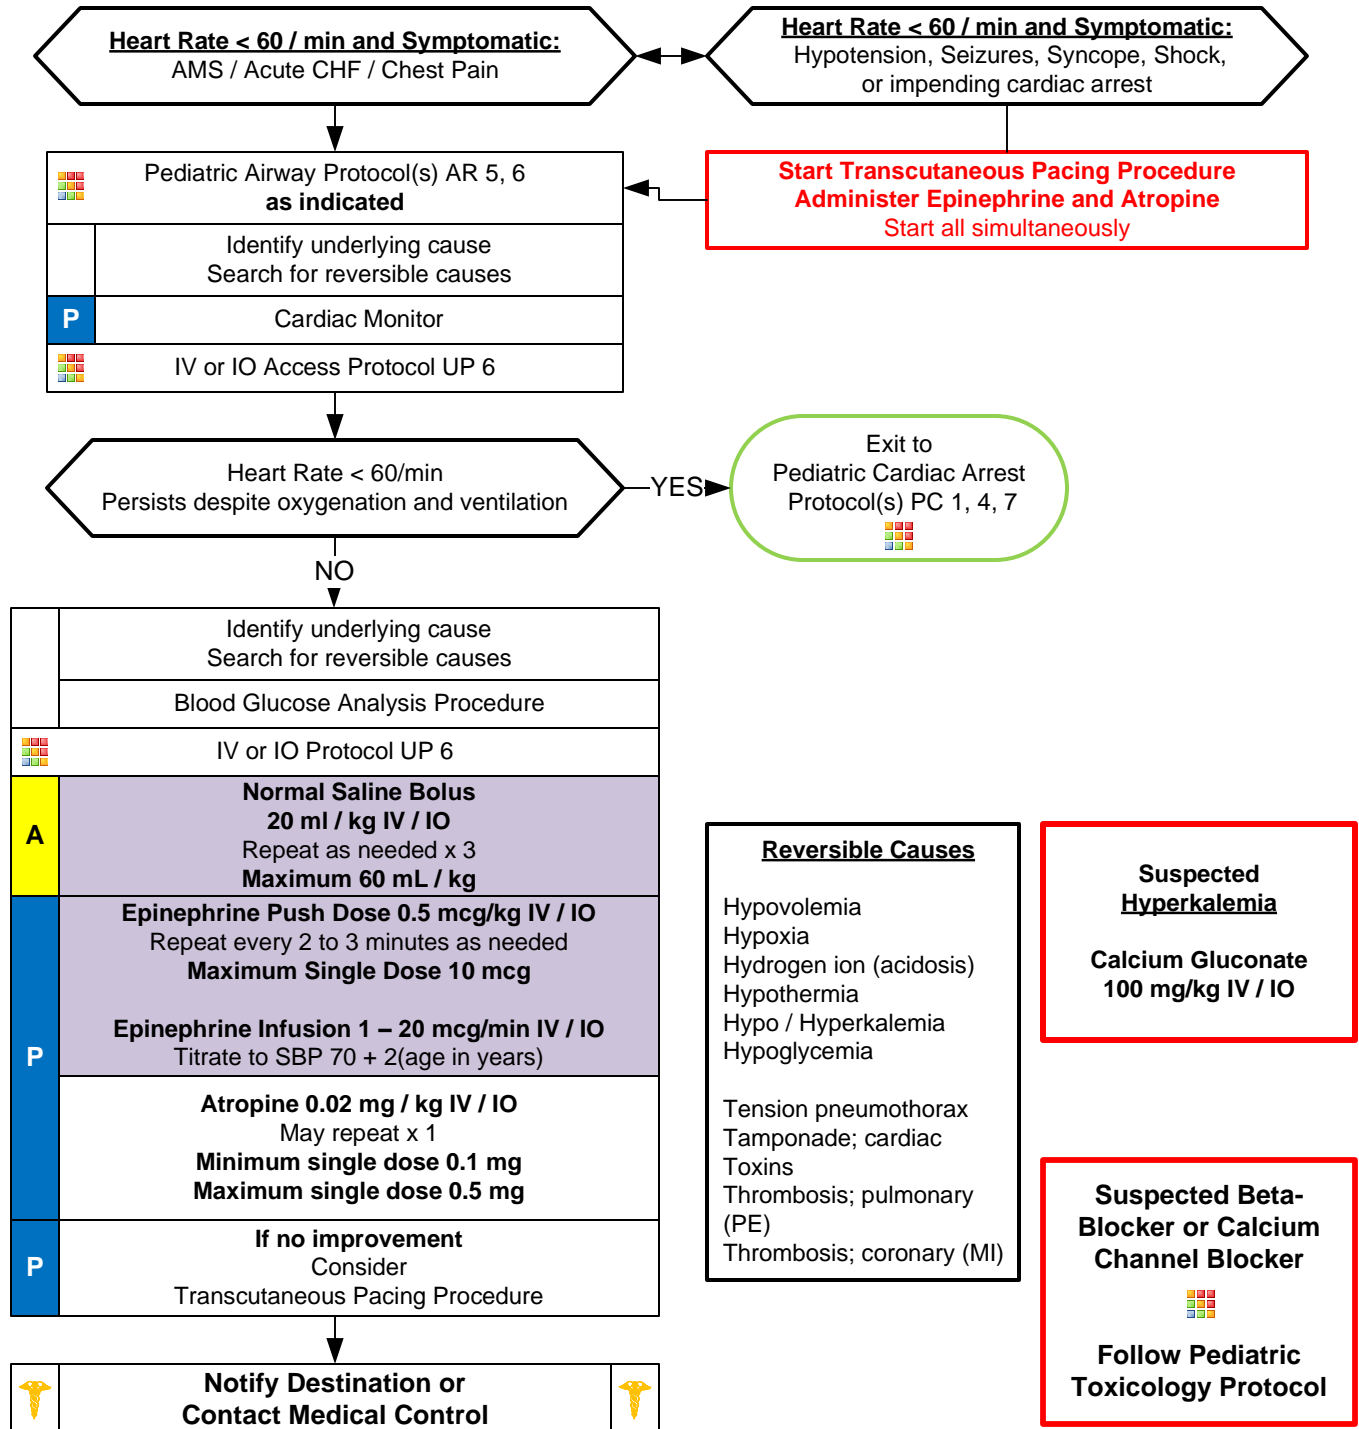 Heart Rate < 60 / min and Symptomatic:
AMS / Acute CHF / Chest Pain
Heart Rate < 60 / min and Symptomatic:
Hypotension, Seizures, Syncope, Shock,
or impending cardiac arrest
Pediatric Airway Protocol(s) AR 5, 6
as indicated
Start Transcutaneous Pacing Procedure
Administer Epinephrine and Atropine
Start all simultaneously
Identify underlying cause
Search for reversible causes
P
Cardiac Monitor
IV or IO Access Protocol UP 6
Heart Rate < 60/min
Persists despite oxygenation and ventilation
YES
Exit to
Pediatric Cardiac Arrest
Protocol(s) PC 1, 4, 7
NO
Identify underlying cause
Search for reversible causes
Blood Glucose Analysis Procedure
IV or IO Protocol UP 6
A
Normal Saline Bolus
20 ml / kg IV / IO
Repeat as needed x 3
Maximum 60 mL / kg
P
Epinephrine Push Dose 0.5 mcg/kg IV / IO
Repeat every 2 to 3 minutes as needed
Maximum Single Dose 10 mcg
Epinephrine Infusion 1 – 20 mcg/min IV / IO
Titrate to SBP 70 + 2(age in years)
Atropine 0.02 mg / kg IV / IO
May repeat x 1
Minimum single dose 0.1 mg
Maximum single dose 0.5 mg
P
If no improvement
Consider
Transcutaneous Pacing Procedure
Notify Destination or
Contact Medical Control
Reversible Causes
Hypovolemia
Hypoxia
Hydrogen ion (acidosis)
Hypothermia
Hypo / Hyperkalemia
Hypoglycemia
Tension pneumothorax
Tamponade; cardiac
Toxins
Thrombosis; pulmonary
(PE)
Thrombosis; coronary (MI)
Suspected
Hyperkalemia
Calcium Gluconate
100 mg/kg IV / IO
Suspected Beta-
Blocker or Calcium
Channel Blocker
Follow Pediatric
Toxicology Protocol